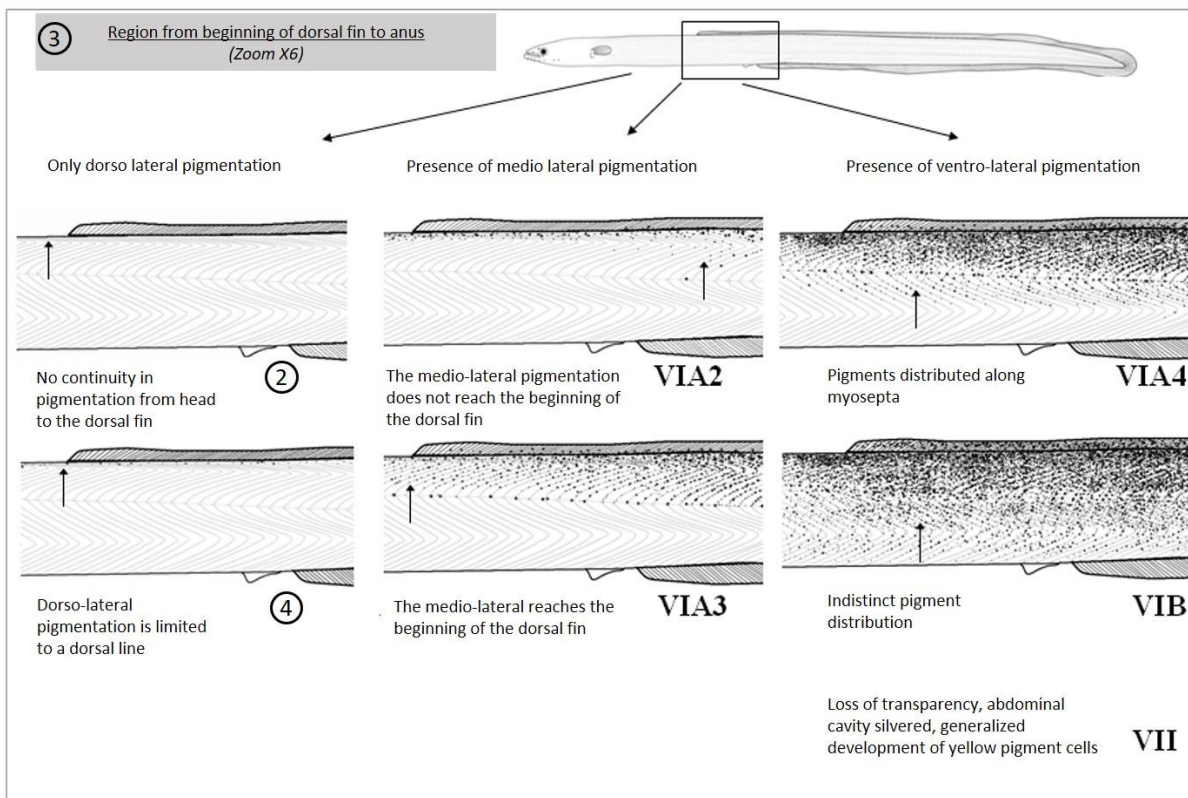 3
Region from beginning of dorsal fin to anus
(Zoom X6)
Only dorso lateral pigmentation
Presence of medio lateral pigmentation
Presence of ventro-lateral pigmentation
No continuity in
pigmentation from head
to the dorsal fin
2
The medio-lateral pigmentation
does not reach the beginning of
the dorsal fin
VIA2
Pigments distributed along
myosepta
VIA4
Dorso-lateral
pigmentation is limited
to a dorsal line
4
The medio-lateral reaches the
beginning of the dorsal fin
VIA3
Indistinct pigment
distribution
VIB
Loss of transparency, abdominal
cavity silvered, generalized
development of yellow pigment cells
VII